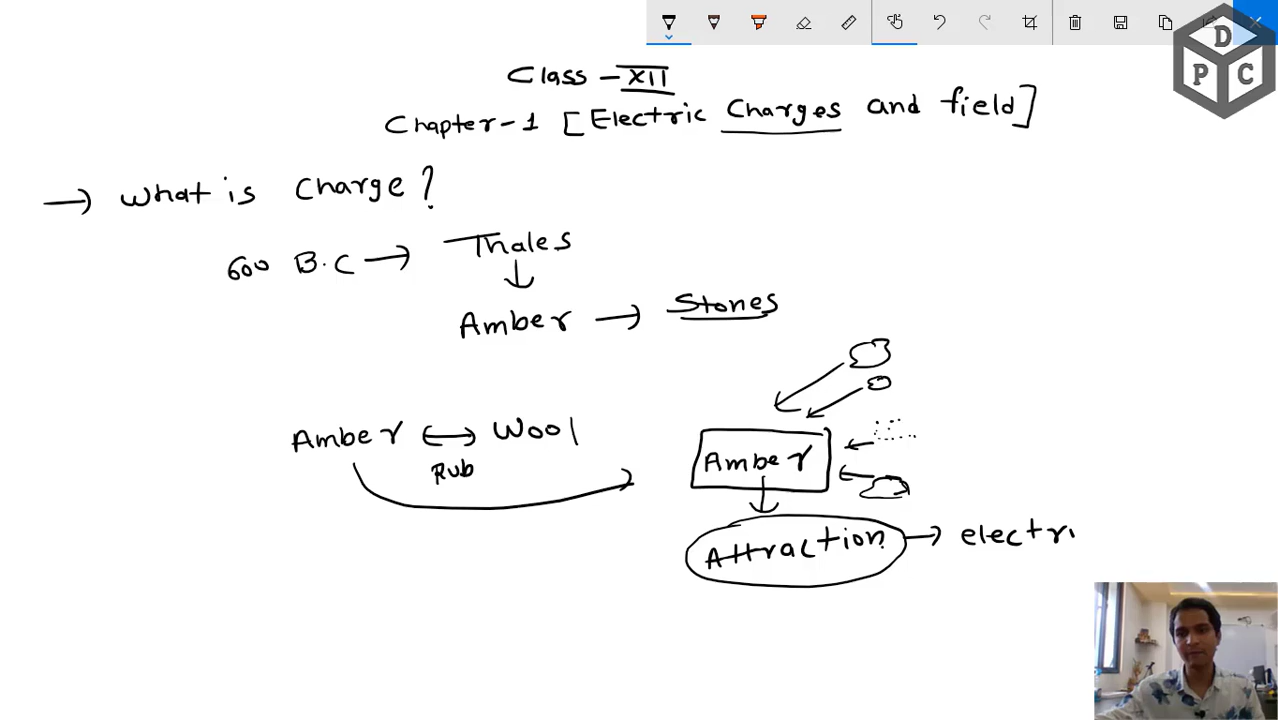 Class - XII
Chapter-1 [Electric Charges and field]
→ What is Charge?
600 B.C → Thales
↓
Amber → Stones
Amber ↔ Wool
Rub
Amber
↓
Attraction → electri
D
P C